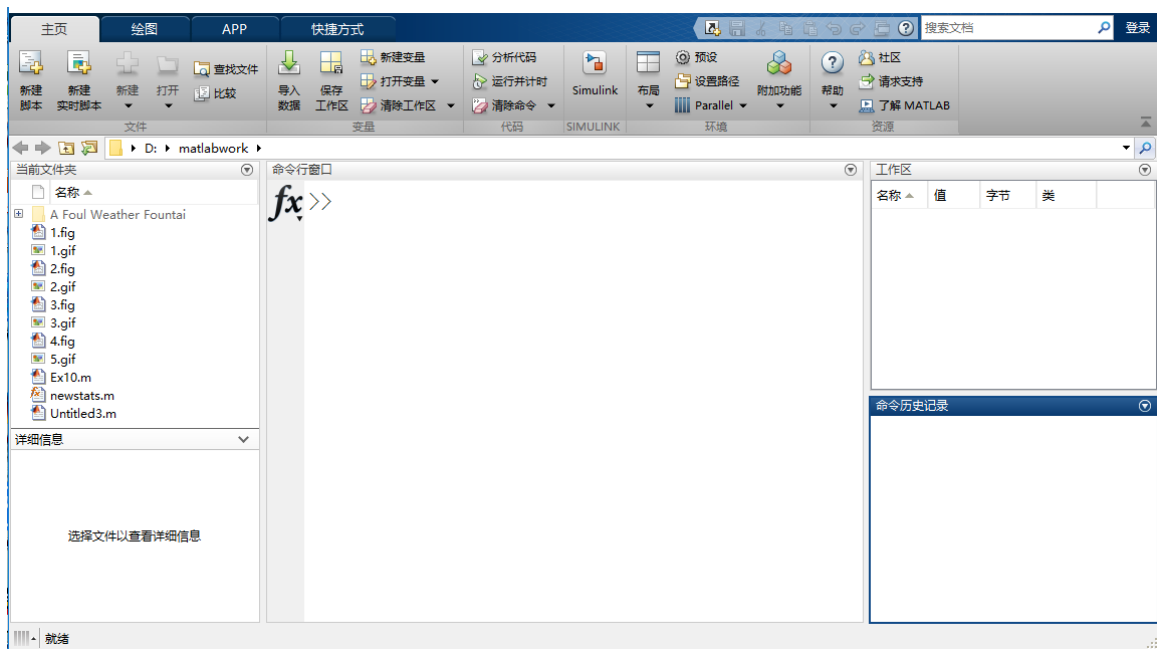 主页 绘图 APP 快捷方式 搜索文档 登录
新建脚本
新建实时脚本
新建
打开
查找文件
比较
文件
导入数据
保存工作区
新建变量
打开变量
清除工作区
变量
分析代码
运行并计时
清除命令
代码
Simulink
SIMULINK
布局
预设
设置路径
Parallel
附加功能
环境
帮助
社区
请求支持
了解 MATLAB
资源
D: matlabwork
当前文件夹
名称
A Foul Weather Fountai
1.fig
1.gif
2.fig
2.gif
3.fig
3.gif
4.fig
5.gif
Ex10.m
newstats.m
Untitled3.m
详细信息
选择文件以查看详细信息
命令行窗口
fx >>
工作区
名称 值 字节 类
命令历史记录
就绪